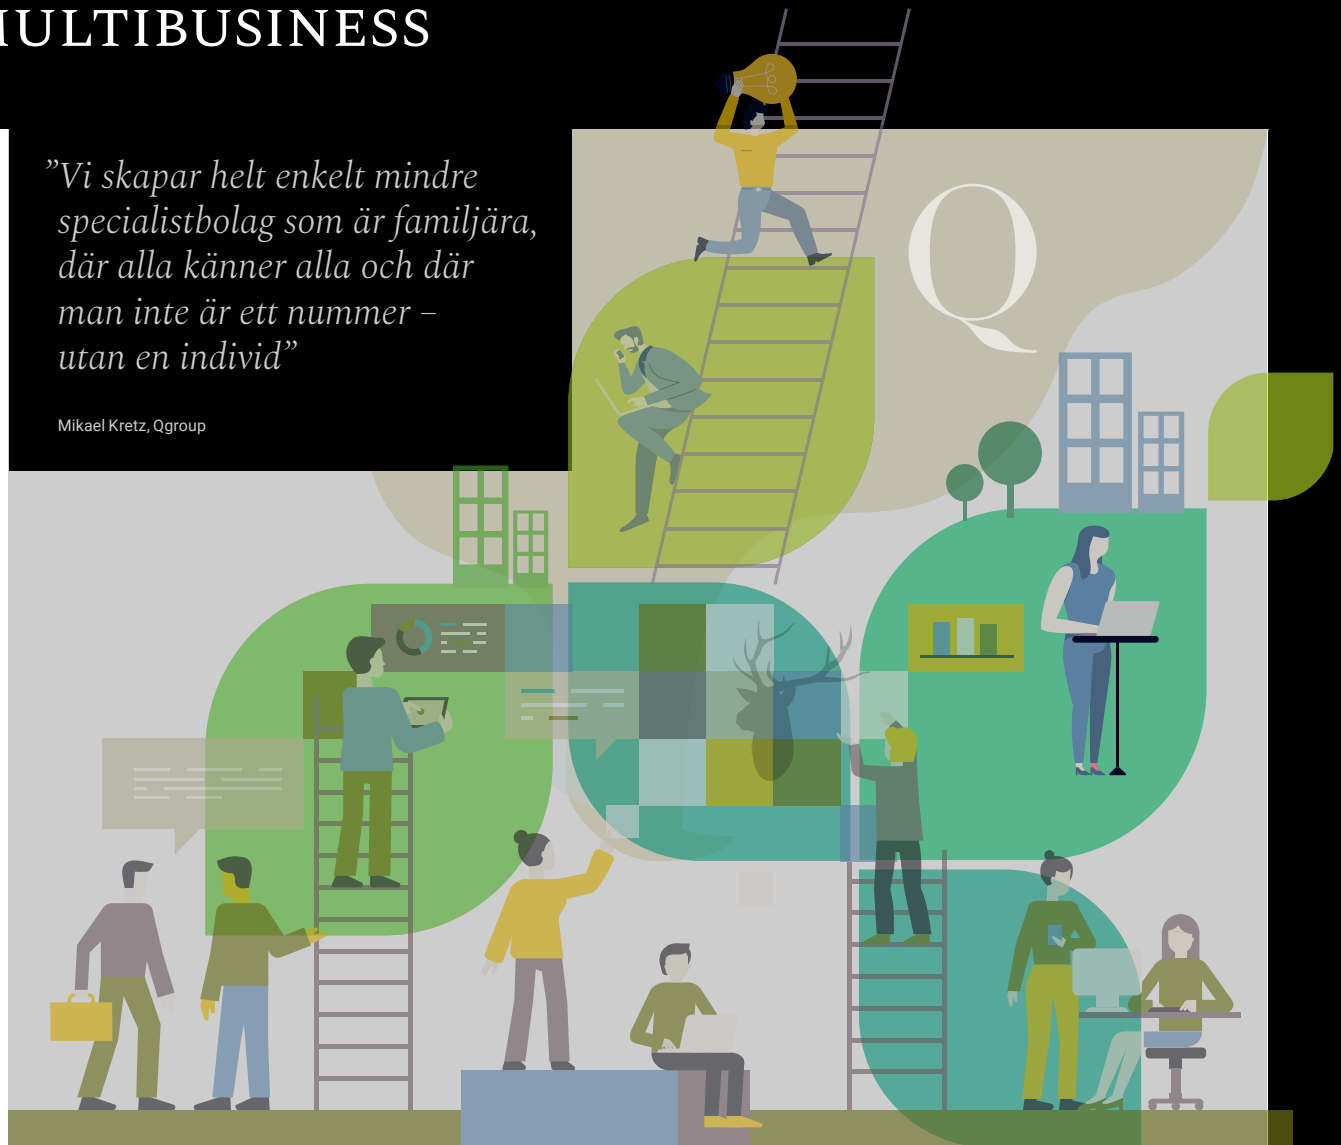 MULTIBUSINESS
”Vi skapar helt enkelt mindre
specialistbolag som är familjära,
där alla känner alla och där
man inte är ett nummer –
utan en individ”
Mikael Kretz, Qgroup
Q